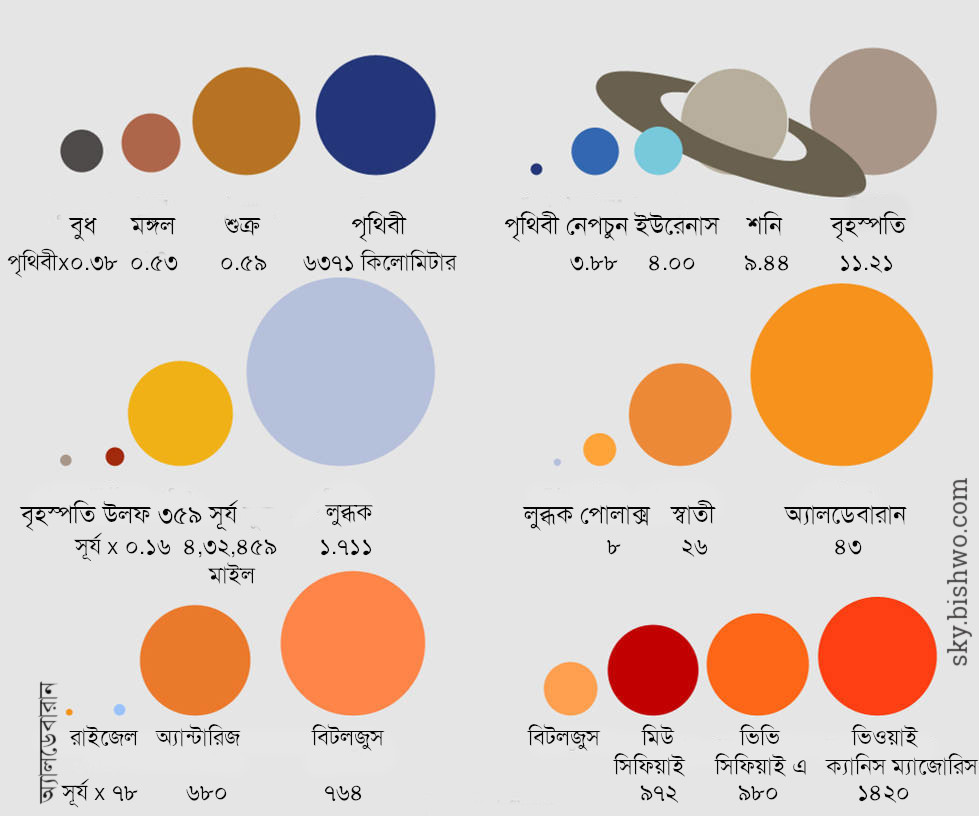 বুধ মঙ্গল শুক্র পৃথিবী
পৃথিবীx০.৩৮ ০.৫৩ ০.৫৯ ৬৩৭১ কিলোমিটার
পৃথিবী নেপচুন ইউরেনাস শনি বৃহস্পতি
৩.৮৮ ৪.০০ ৯.৪৪ ১১.২১
বৃহস্পতি উলফ ৩৫৯ সূর্য লুব্ধক
সূর্য x ০.১৬ ৪,৩২,৪৫৯ ১.৭১১
মাইল
লুব্ধক পোলাক্স স্বাতী অ্যালডেবারান
৮ ২৬ ৪৩
অ্যালডেবারান
রাইজেল অ্যান্টারিজ বিটলজুস
সূর্য x ৭৮ ৬৮০ ৭৬৪
বিটলজুস মিউ ভিভি ভিওয়াই
সিফিয়াই সিফিয়াই এ ক্যানিস ম্যাজোরিস
৯৭২ ৯৮০ ১৪২০
sky.bishwo.com